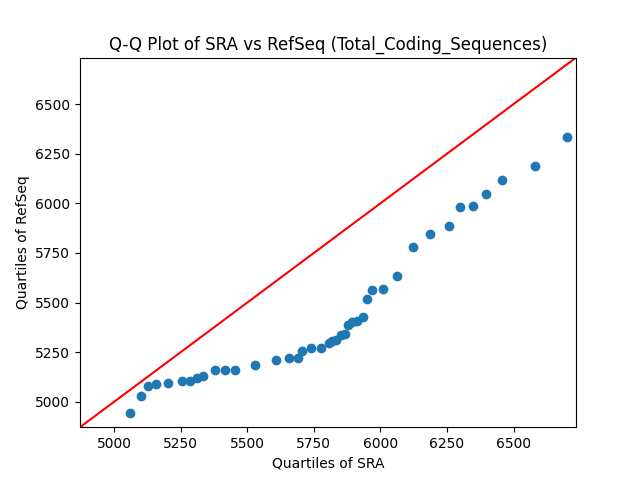 Q-Q Plot of SRA vs RefSeq (Total_Coding_Sequences)
Quartiles of RefSeq
6500
6250
6000
5750
5500
5250
5000
5000 5250 5500 5750 6000 6250 6500
Quartiles of SRA